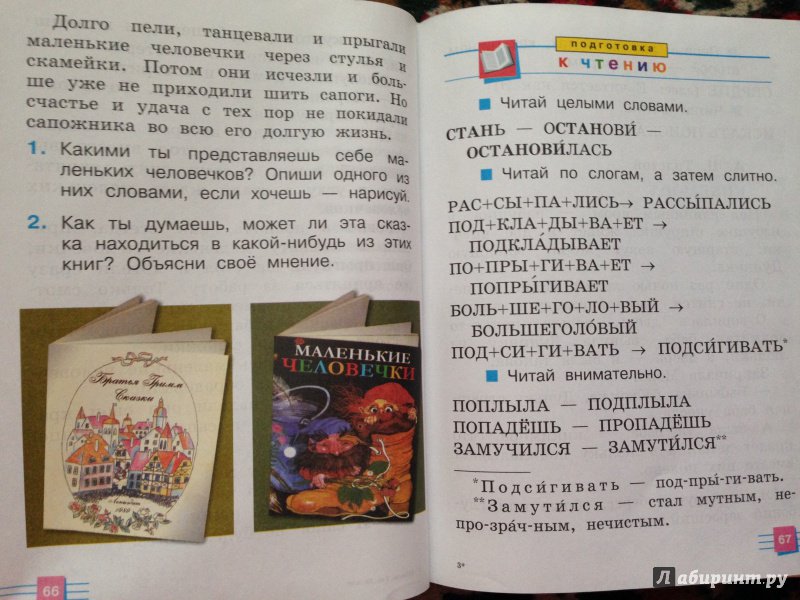 Долго пели, танцевали и прыгали
маленькие человечки через стулья и
скамейки. Потом они исчезли и боль-
ше уже не приходили шить сапоги. Но
счастье и удача с тех пор не покидали
сапожника во всю его долгую жизнь.
1. Какими ты представляешь себе ма-
леньких человечков? Опиши одного из
них словами, если хочешь — нарисуй.
2. Как ты думаешь, может ли эта сказ-
ка находиться в какой-нибудь из этих
книг? Объясни своё мнение.
Братья Гримм
Сказки
1989
МАЛЕНЬКИЕ
ЧЕЛОВЕЧКИ
66
ПОДГОТОВКА
К ЧТЕНИЮ
Читай целыми словами.
СТАНЬ — ОСТАНОВИ́ —
ОСТАНОВИ́ЛАСЬ
Читай по слогам, а затем слитно.
РАС+СЫ+ПА+ЛИСЬ→ РАССЫ́ПАЛИСЬ
ПОД+КЛА+ДЫ+ВА+ЕТ →
ПОДКЛА́ДЫВАЕТ
ПО+ПРЫ+ГИ+ВА+ЕТ →
ПОПРЫ́ГИВАЕТ
БОЛЬ+ШЕ+ГО+ЛО+ВЫЙ →
БОЛЬШЕГОЛО́ВЫЙ
ПОД+СИ+ГИ+ВАТЬ → ПОДСИ́ГИВАТЬ*
Читай внимательно.
ПОПЛЫЛА — ПОДПЛЫЛА
ПОПАДЁШЬ — ПРОПАДЁШЬ
ЗАМУЧИЛСЯ — ЗАМУТИ́ЛСЯ**
*Подси́гивать — под-пры́-ги-вать.
**Замути́лся — стал мутным, не-
про-зра́ч-ным, нечистым.
3*
67
Лабиринт.ру